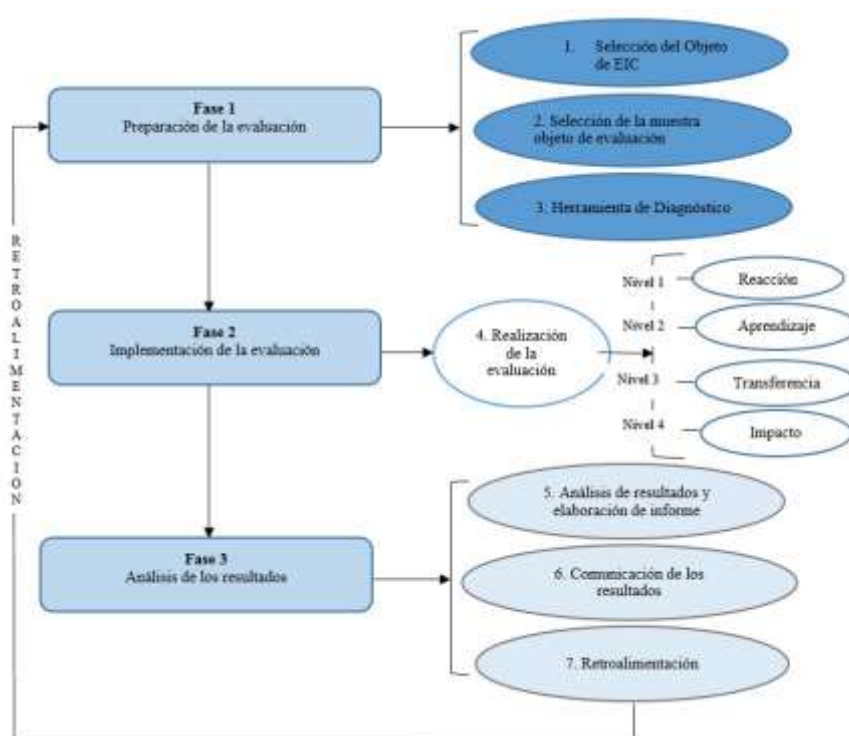 1. Selección del Objeto
de EIC
Fase 1
Preparación de la evaluación
2. Selección de la muestra
objeto de evaluación
3. Herramienta de Diagnóstico
RETROALIMENTACION
Nivel 1
Reacción
Fase 2
Implementación de la evaluación
4. Realización
de la
evaluación
Nivel 2
Aprendizaje
Nivel 3
Transferencia
Nivel 4
Impacto
5. Análisis de resultados y
elaboración de informe
Fase 3
Análisis de los resultados
6. Comunicación de los
resultados
7. Retroalimentación